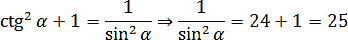 ctg² α + 1 = 1/sin² α ⇒ 1/sin² α = 24 + 1 = 25